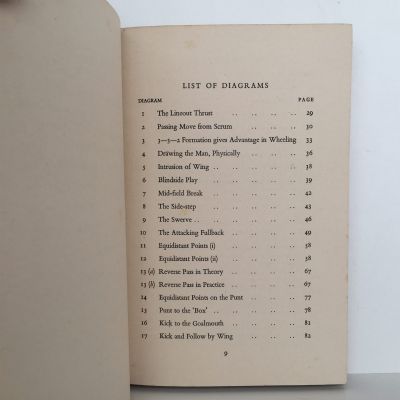 LIST OF DIAGRAMS
DIAGRAM PAGE
1 The Lineout Thrust .. .. .. .. 29
2 Passing Move from Scrum .. .. .. 30
3 3—3—2 Formation gives Advantage in Wheeling 33
4 Drawing the Man, Physically .. .. .. 36
5 Intrusion of Wing .. .. .. .. .. 38
6 Blindside Play .. .. .. .. 39
7 Mid-field Break .. .. .. .. 42
8 The Side-step .. .. .. .. 43
9 The Swerve .. .. .. .. .. 46
10 The Attacking Fullback .. .. .. .. 49
11 Equidistant Points (i) .. .. .. .. 58
12 Equidistant Points (ii) .. .. .. .. 58
13 (a) Reverse Pass in Theory .. .. .. .. 67
13 (b) Reverse Pass in Practice .. .. .. .. 67
14 Equidistant Points on the Punt .. .. .. 77
15 Punt to the 'Box' .. .. .. .. .. 78
16 Kick to the Goalmouth .. .. .. .. 81
17 Kick and Follow by Wing .. .. .. 82
9